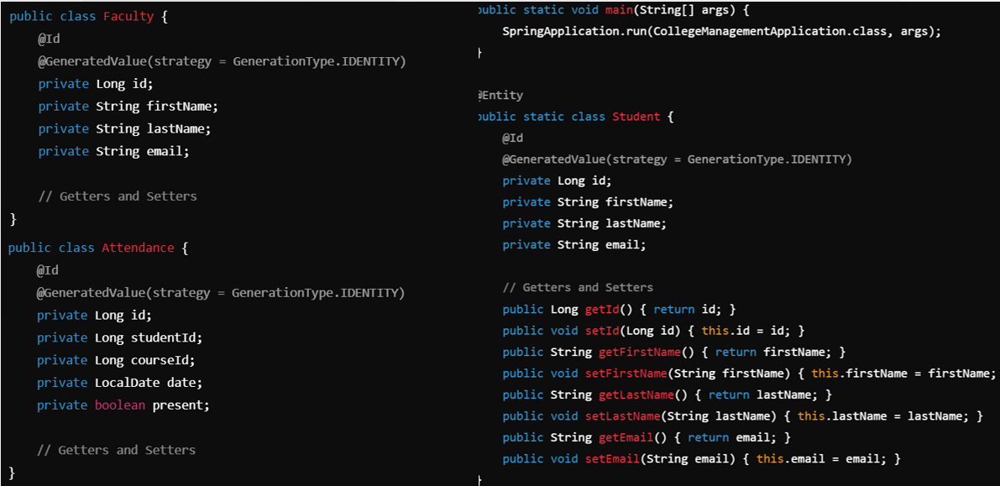 public class Faculty {
    @Id
    @GeneratedValue(strategy = GenerationType.IDENTITY)
    private Long id;
    private String firstName;
    private String lastName;
    private String email;

    // Getters and Setters
}
public class Attendance {
    @Id
    @GeneratedValue(strategy = GenerationType.IDENTITY)
    private Long id;
    private Long studentId;
    private Long courseId;
    private LocalDate date;
    private boolean present;

    // Getters and Setters
}
public static void main(String[] args) {
    SpringApplication.run(CollegeManagementApplication.class, args);
}

@Entity
public static class Student {
    @Id
    @GeneratedValue(strategy = GenerationType.IDENTITY)
    private Long id;
    private String firstName;
    private String lastName;
    private String email;

    // Getters and Setters
    public Long getId() { return id; }
    public void setId(Long id) { this.id = id; }
    public String getFirstName() { return firstName; }
    public void setFirstName(String firstName) { this.firstName = firstName;
    public String getLastName() { return lastName; }
    public void setLastName(String lastName) { this.lastName = lastName; }
    public String getEmail() { return email; }
    public void setEmail(String email) { this.email = email; }
}